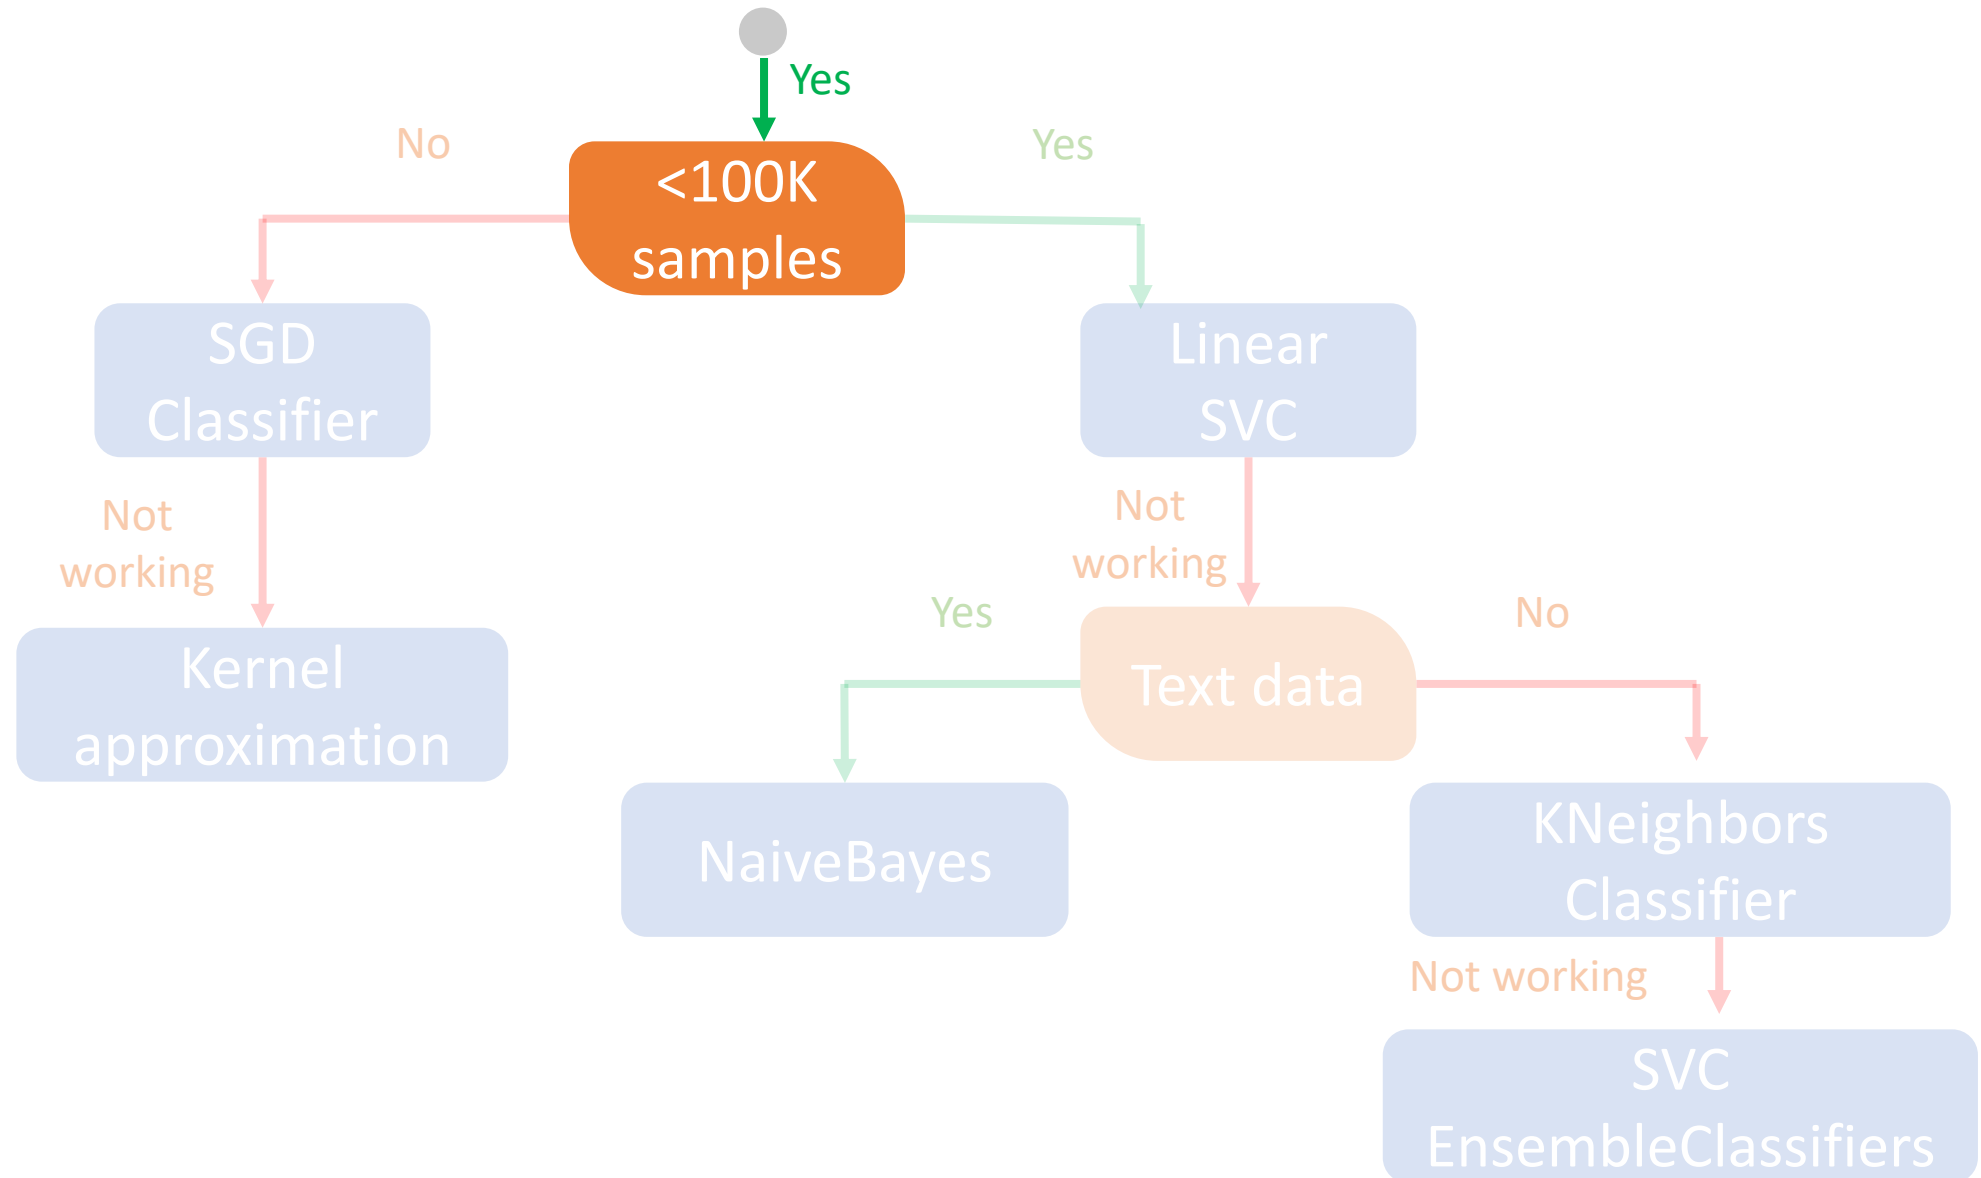 Yes
No
Yes
<100K
samples
SGD
Classifier
Linear
SVC
Not
working
Not
working
Yes
No
Kernel
approximation
Text data
NaiveBayes
KNeighbors
Classifier
Not working
SVC
EnsembleClassifiers